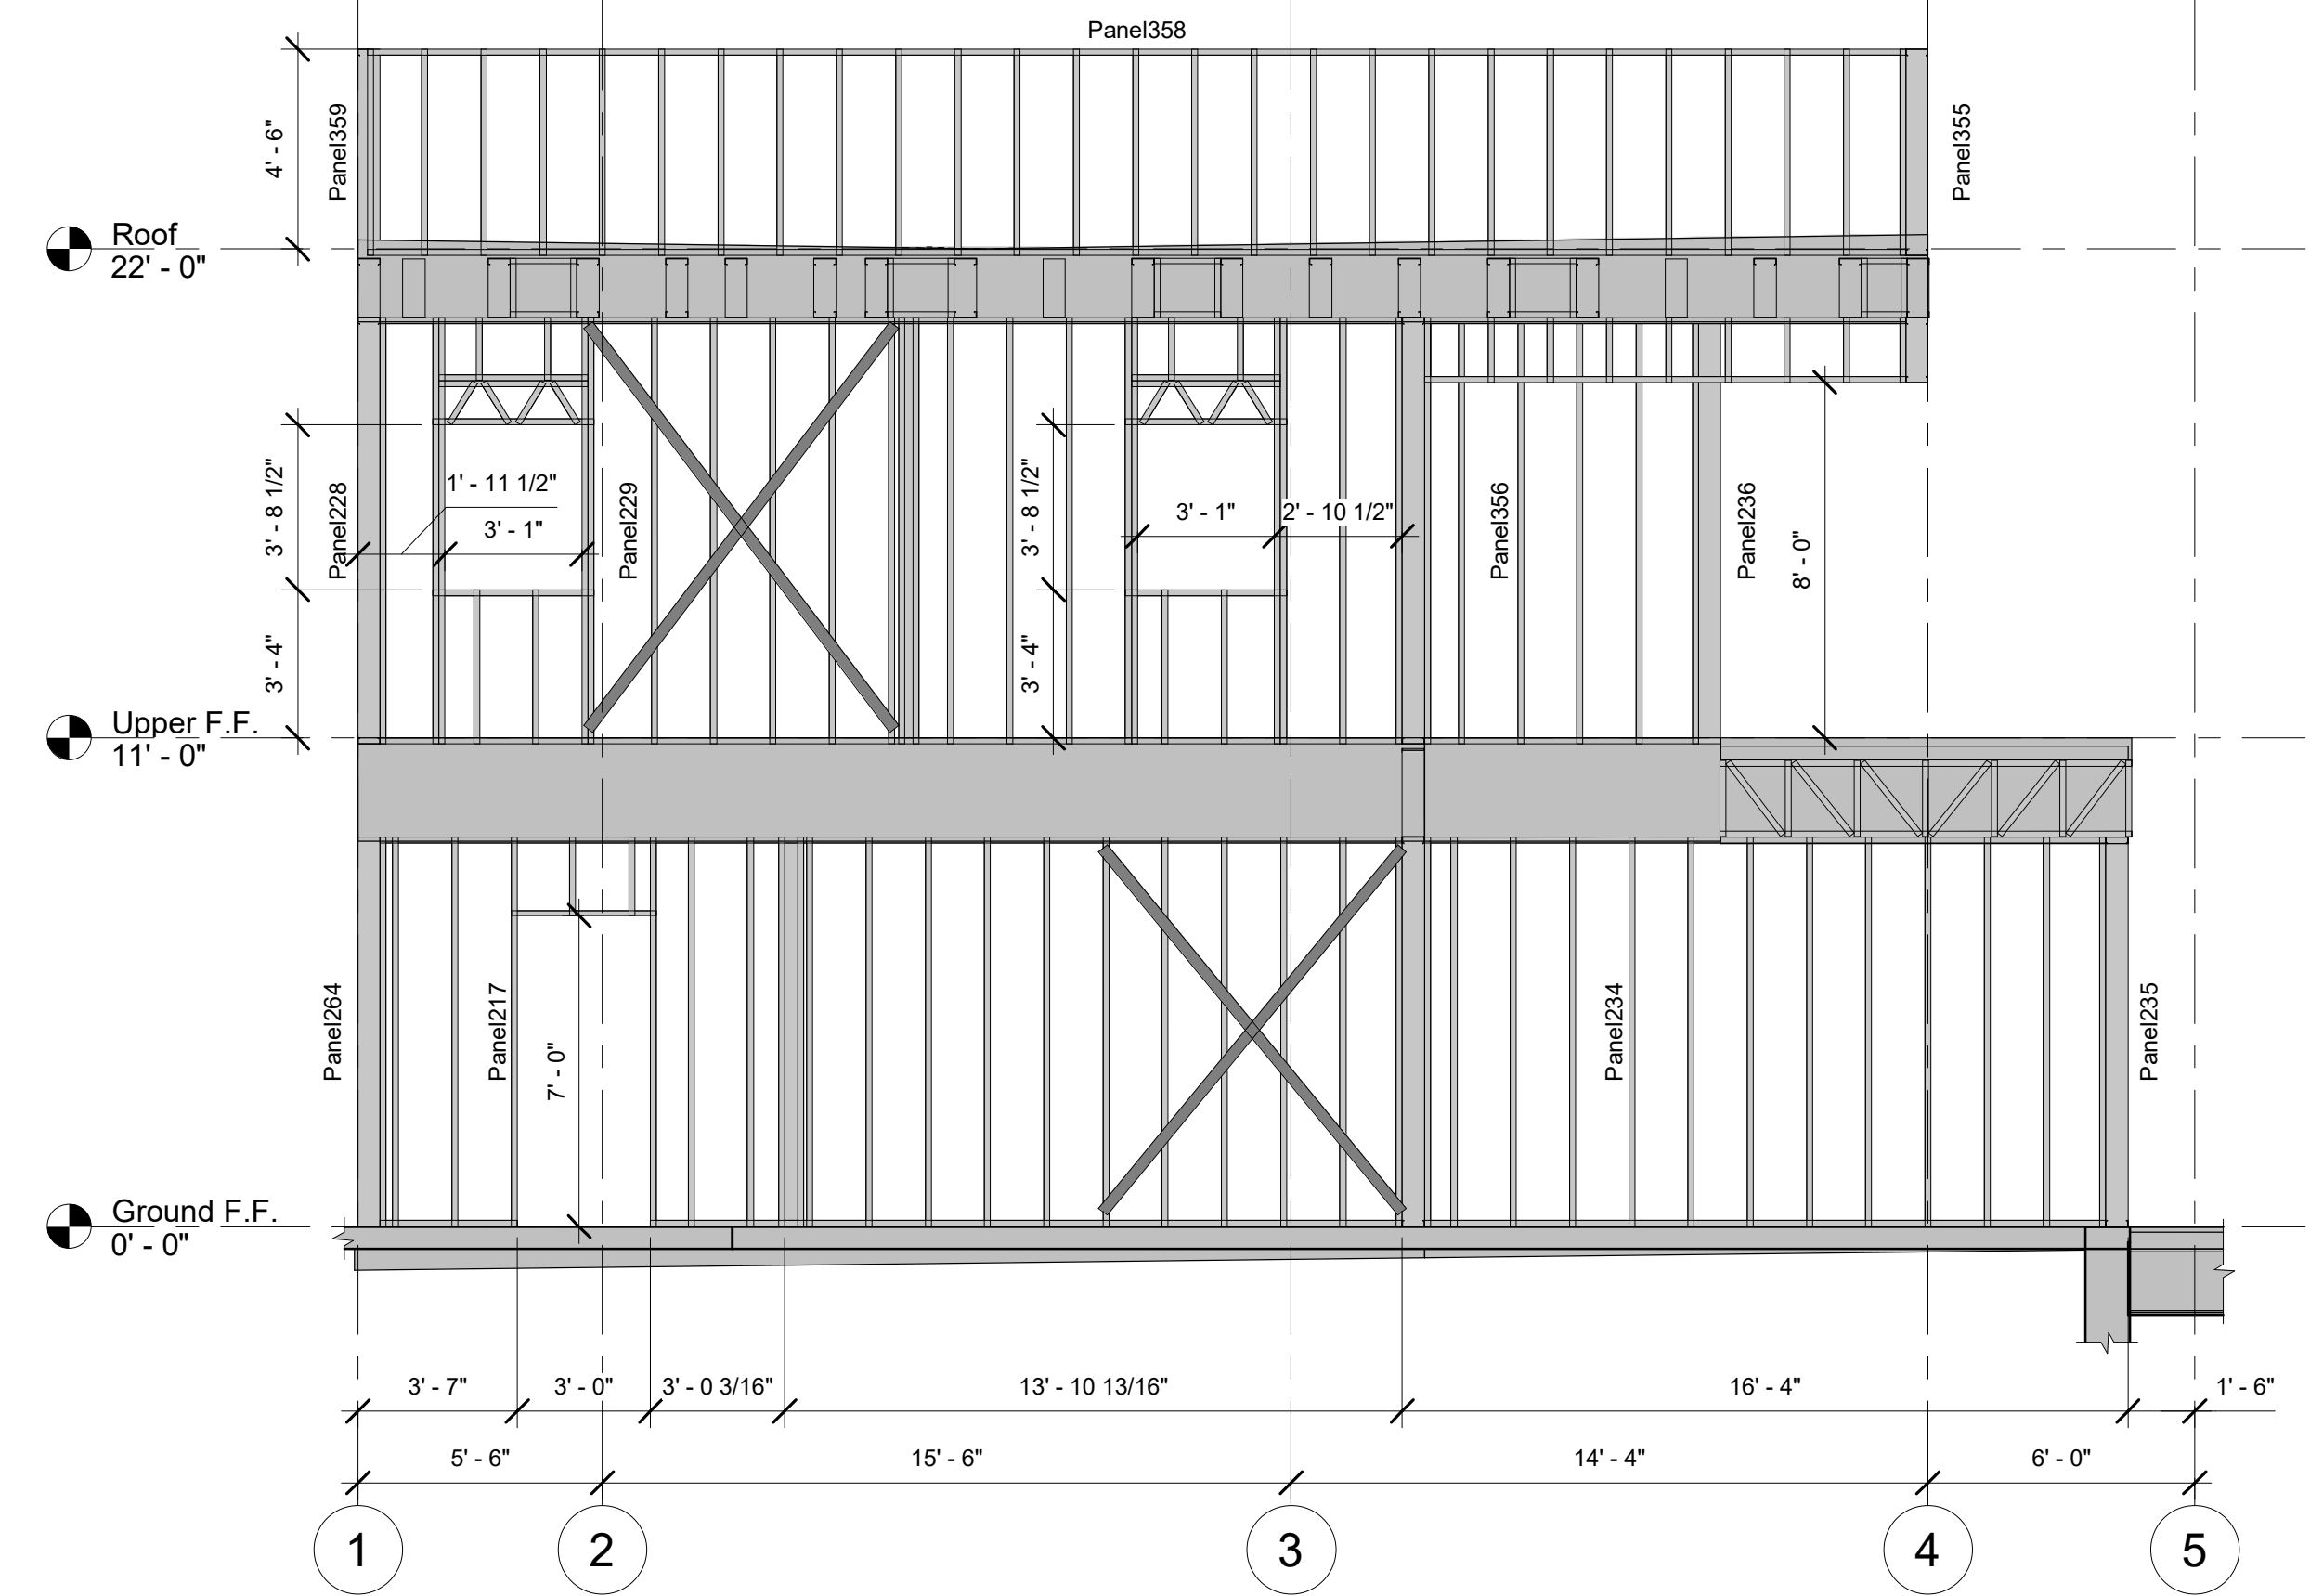 Panel358
Panel359
4' - 6"
Panel355
Roof
22' - 0"
3' - 8 1/2"
Panel228
1' - 11 1/2"
3' - 1"
Panel229
3' - 8 1/2"
3' - 1"
2' - 10 1/2"
Panel356
Panel236
8' - 0"
3' - 4"
3' - 4"
Upper F.F.
11' - 0"
Panel264
Panel217
7' - 0"
Panel234
Panel235
Ground F.F.
0' - 0"
3' - 7"
3' - 0"
3' - 0 3/16"
13' - 10 13/16"
16' - 4"
1' - 6"
5' - 6"
15' - 6"
14' - 4"
6' - 0"
1
2
3
4
5